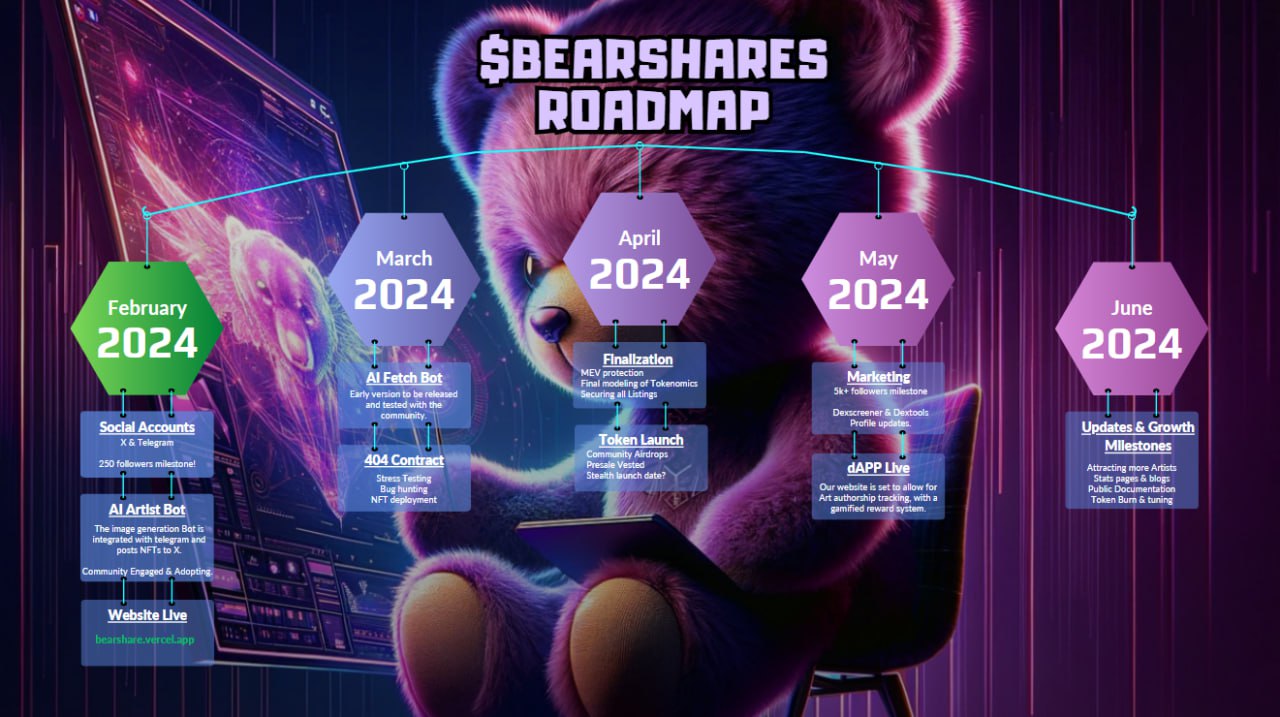 $BEARSHARES
ROADMAP
February
2024
Social Accounts
X & Telegram
250 followers milestone!
AI Artist Bot
The image generation Bot is
integrated with telegram and
posts NFTs to X.
Community Engaged & Adopting.
Website Live
bearshare.vercel.app
March
2024
AI Fetch Bot
Early version to be released
and tested with the
community.
404 Contract
Stress Testing
Bug hunting
NFT deployment
April
2024
Finalization
MEV protection
Final modeling of Tokenomics
Securing all Listings
Token Launch
Community Airdrops
Presale Vested
Stealth launch date?
May
2024
Marketing
5k+ followers milestone
Dexscreener & Dextools
Profile updates.
dAPP Live
Our website is set to allow for
Art authorship tracking, with a
gamified reward system.
June
2024
Updates & Growth
Milestones
Attracting more Artists
Stats pages & blogs
Public Documentation
Token Burn & tuning